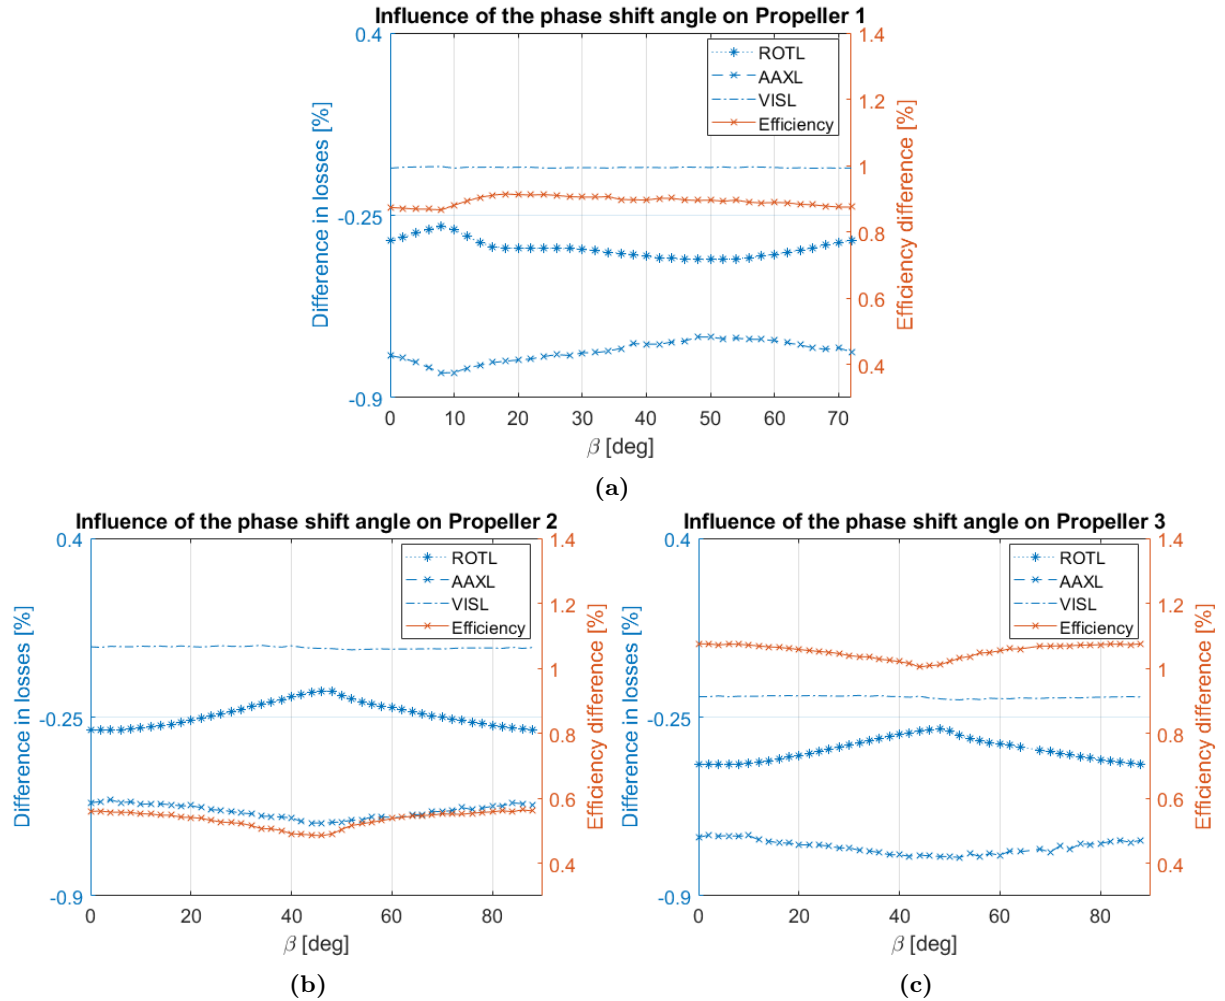 Influence of the phase shift angle on Propeller 1
0.4
-0.25
-0.9
Difference in losses [%]
1.4
1.2
1
0.8
0.6
0.4
Efficiency difference [%]
ROTL
AAXL
VISL
Efficiency
0 10 20 30 40 50 60 70
β [deg]
(a)
Influence of the phase shift angle on Propeller 2
0.4
-0.25
-0.9
Difference in losses [%]
1.4
1.2
1
0.8
0.6
0.4
Efficiency difference [%]
ROTL
AAXL
VISL
Efficiency
0 20 40 60 80
β [deg]
(b)
Influence of the phase shift angle on Propeller 3
0.4
-0.25
-0.9
Difference in losses [%]
1.4
1.2
1
0.8
0.6
0.4
Efficiency difference [%]
ROTL
AAXL
VISL
Efficiency
0 20 40 60 80
β [deg]
(c)